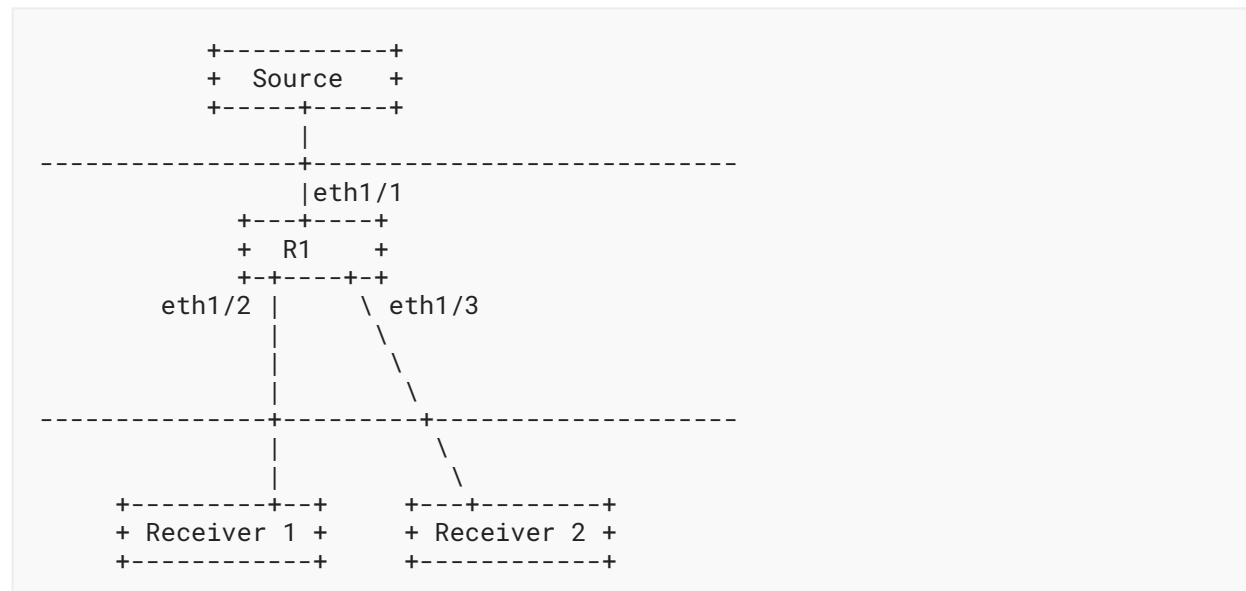 +-----------+
+  Source   +
+-----+-----+
|
-----------------+----------------------------
|eth1/1
+---+----+
+  R1    +
+-+----+-+
eth1/2 |     \ eth1/3
|      \
|       \
|        \
---------------+---------+--------------------
|          \
|           \
+---------+--+     +---+--------+
+ Receiver 1 +     + Receiver 2 +
+------------+     +------------+